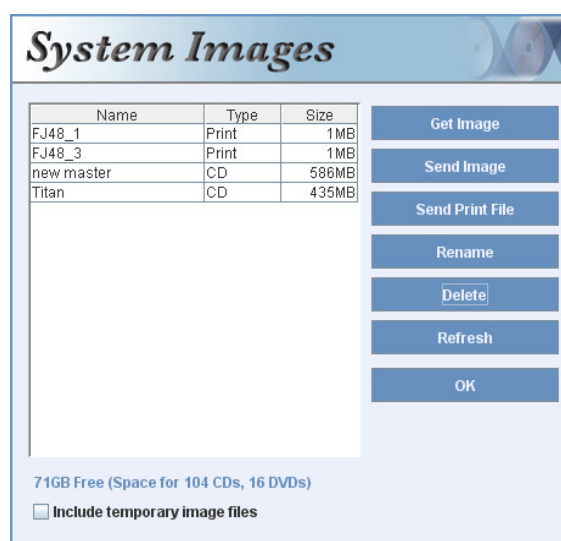 System Images
Name Type Size
FJ48_1 Print 1MB
FJ48_3 Print 1MB
new master CD 586MB
Titan CD 435MB
Get Image
Send Image
Send Print File
Rename
Delete
Refresh
OK
71GB Free (Space for 104 CDs, 16 DVDs)
Include temporary image files